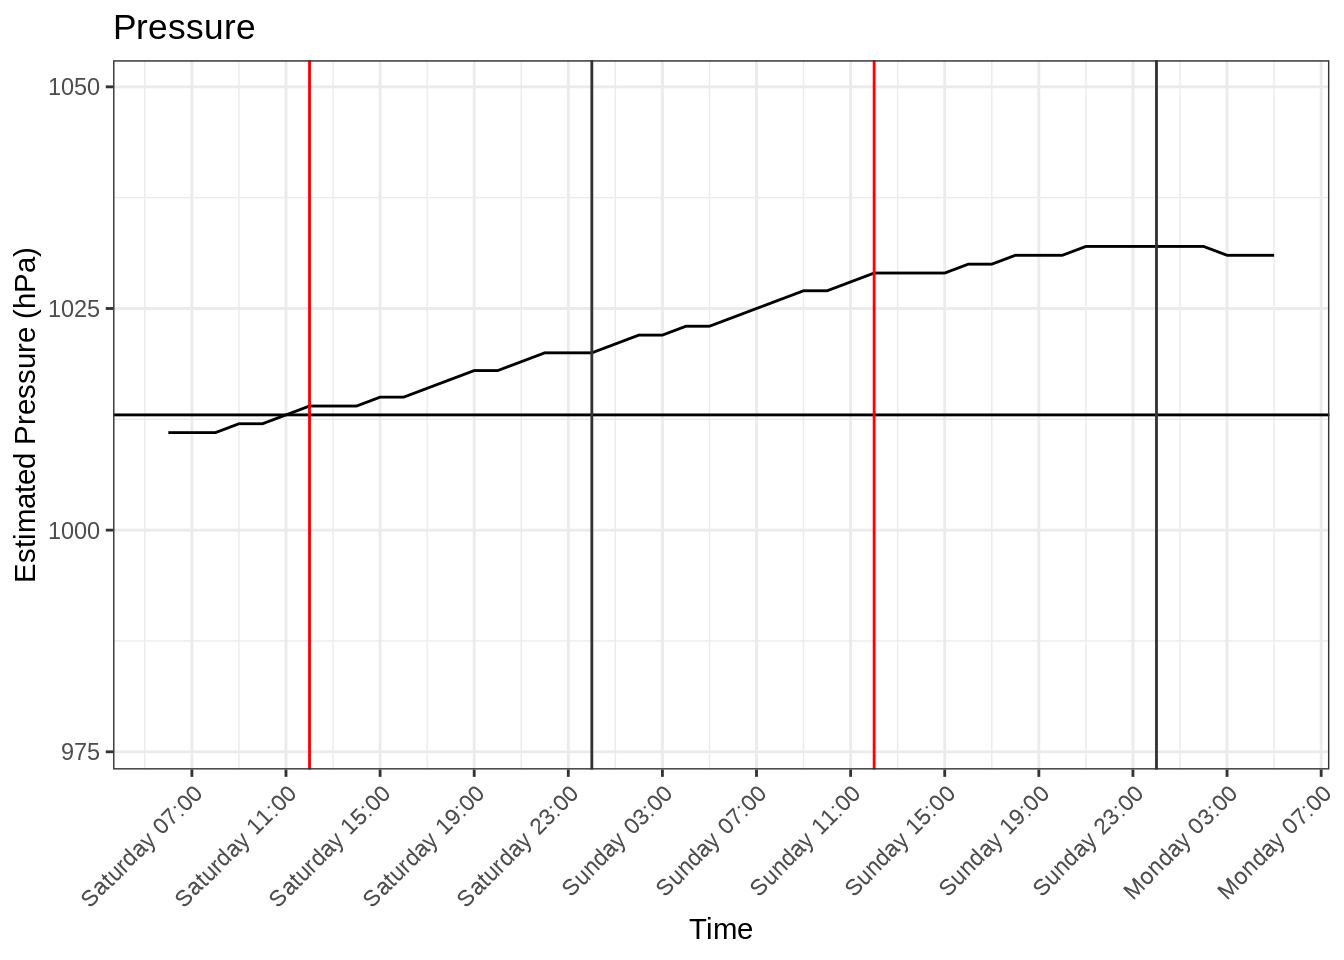 Pressure
Estimated Pressure (hPa)
1050
1025
1000
975
Saturday 07:00
Saturday 11:00
Saturday 15:00
Saturday 19:00
Saturday 23:00
Sunday 03:00
Sunday 07:00
Sunday 11:00
Sunday 15:00
Sunday 19:00
Sunday 23:00
Monday 03:00
Monday 07:00
Time